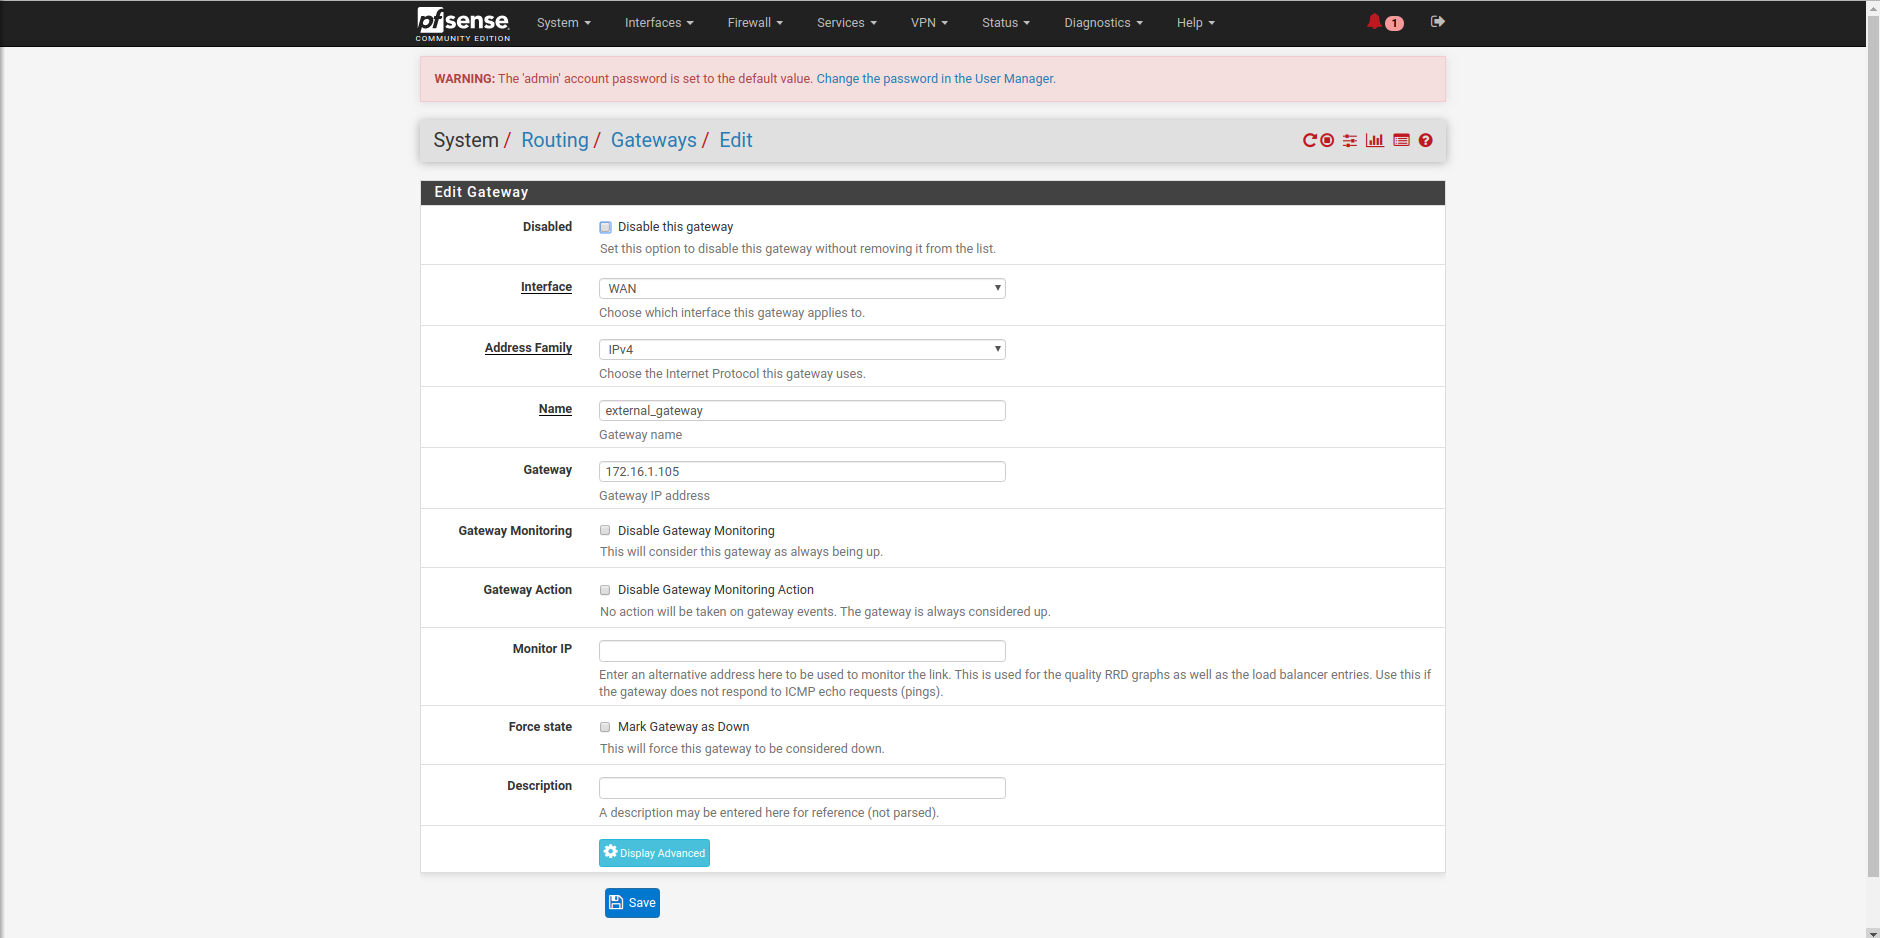 pfsense
COMMUNITY EDITION
System
Interfaces
Firewall
Services
VPN
Status
Diagnostics
Help
1
WARNING: The 'admin' account password is set to the default value. Change the password in the User Manager.
System / Routing / Gateways / Edit
Edit Gateway
Disabled
Disable this gateway
Set this option to disable this gateway without removing it from the list.
Interface
WAN
Choose which interface this gateway applies to.
Address Family
IPv4
Choose the Internet Protocol this gateway uses.
Name
external_gateway
Gateway name
Gateway
172.16.1.105
Gateway IP address
Gateway Monitoring
Disable Gateway Monitoring
This will consider this gateway as always being up.
Gateway Action
Disable Gateway Monitoring Action
No action will be taken on gateway events. The gateway is always considered up.
Monitor IP
Enter an alternative address here to be used to monitor the link. This is used for the quality RRD graphs as well as the load balancer entries. Use this if
the gateway does not respond to ICMP echo requests (pings).
Force state
Mark Gateway as Down
This will force this gateway to be considered down.
Description
A description may be entered here for reference (not parsed).
Display Advanced
Save